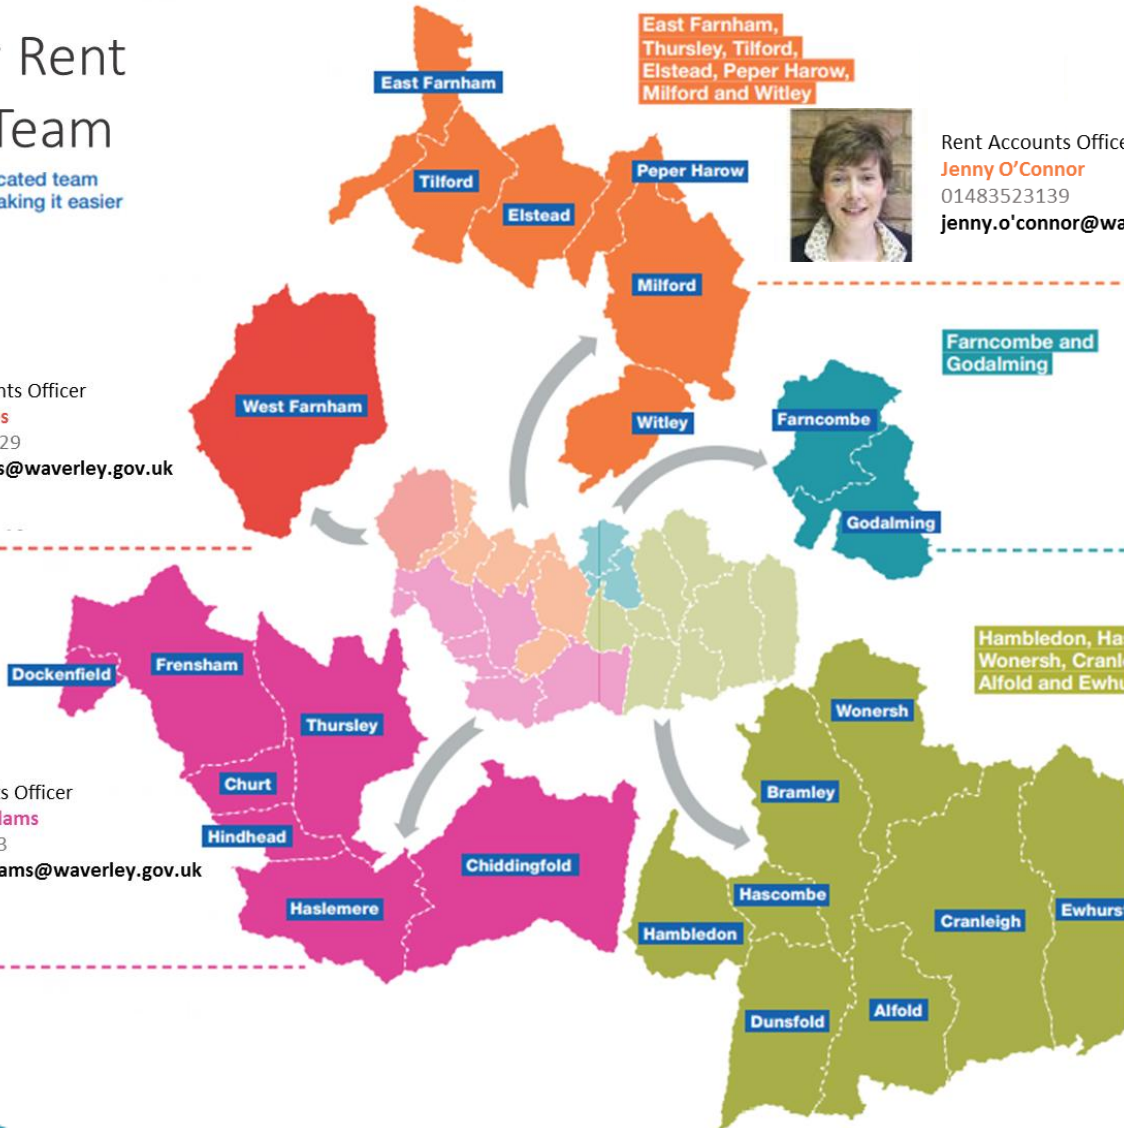 Rent
Team
cated team
aking it easier
East Farnham,
Thursley, Tilford,
Elstead, Peper Harow,
Milford and Witley
Rent Accounts Office
Jenny O’Connor
01483523139
jenny.o'connor@wa
East Farnham
Tilford
Elstead
Peper Harow
Milford
Witley
Farncombe and
Godalming
Farncombe
Godalming
West Farnham
nts Officer
s
29
s@waverley.gov.uk
Dockenfield
Frensham
Thursley
Churt
Hindhead
Haslemere
Chiddingfold
s Officer
lams
3
ams@waverley.gov.uk
Hambledon, Ha
Wonersh, Cranl
Alfold and Ewhu
Wonersh
Bramley
Hascombe
Hambledon
Cranleigh
Ewhurs
Dunsfold
Alfold